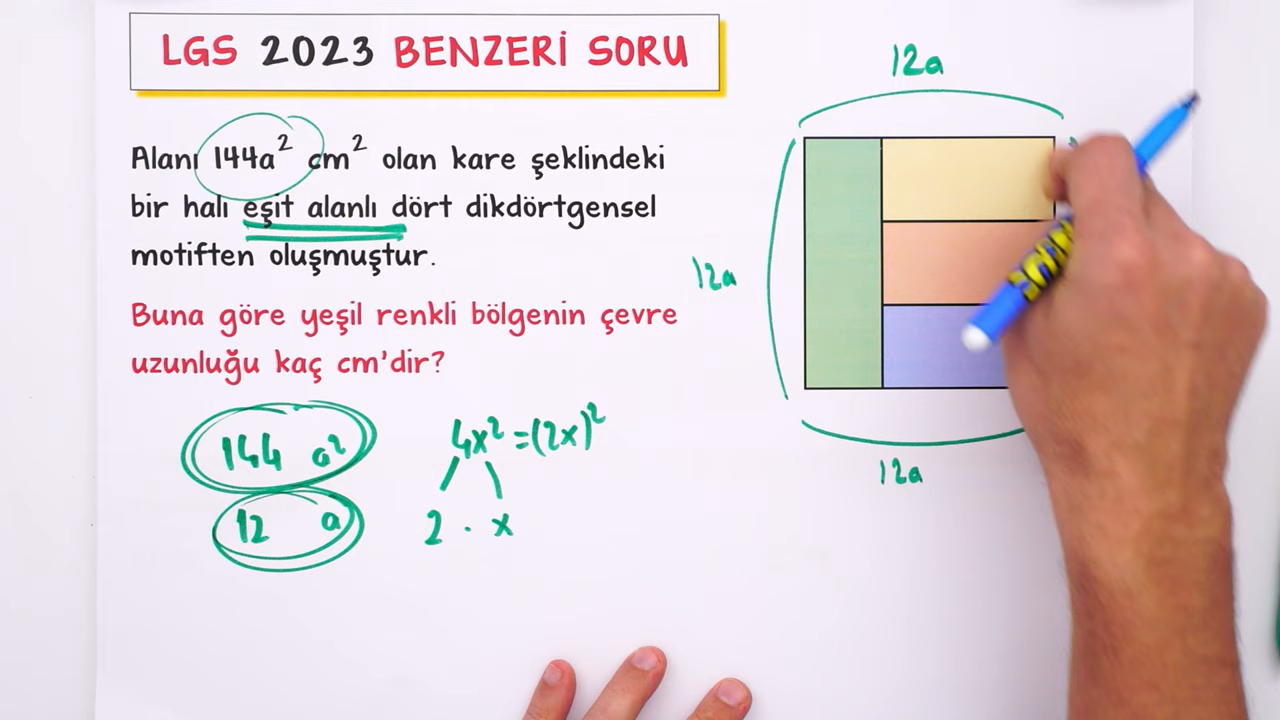 LGS 2023 BENZERİ SORU
Alanı 144a² cm² olan kare şeklindeki
bir halı eşit alanlı dört dikdörtgensel
motiften oluşmuştur.
Buna göre yeşil renkli bölgenin çevre
uzunluğu kaç cm'dir?
144 a²
12 a
4x² = (2x)²
2 . x
12a
12a
12a